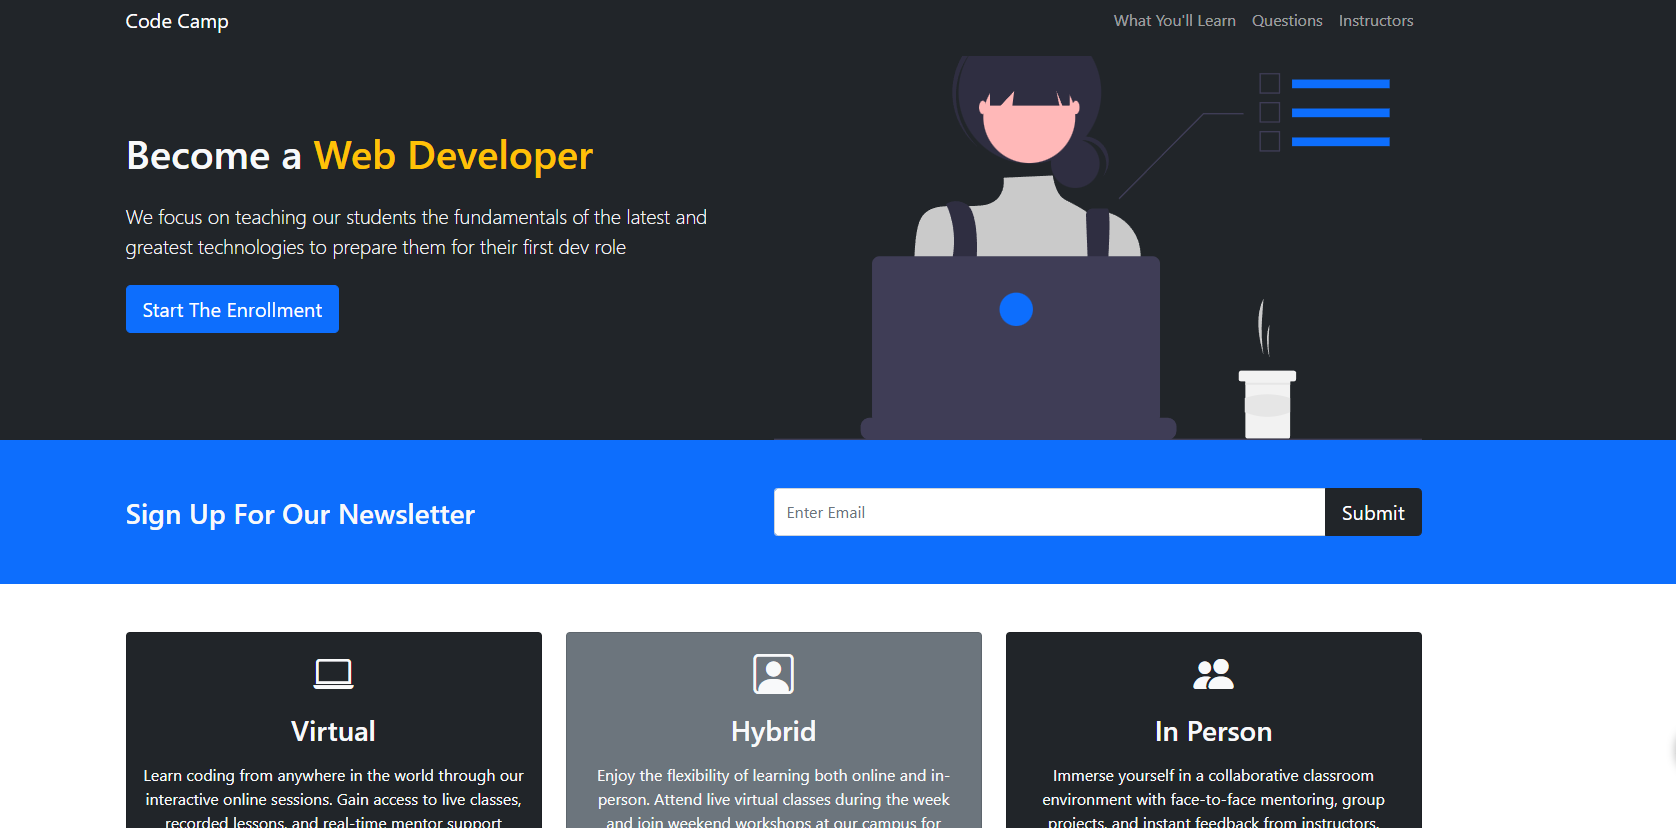 Code Camp
What You'll Learn Questions Instructors
Become a Web Developer
We focus on teaching our students the fundamentals of the latest and
greatest technologies to prepare them for their first dev role
Start The Enrollment
Sign Up For Our Newsletter
Enter Email
Submit
Virtual
Learn coding from anywhere in the world through our
interactive online sessions. Gain access to live classes,
recorded lessons, and real-time mentor support
Hybrid
Enjoy the flexibility of learning both online and in-
person. Attend live virtual classes during the week
and join weekend workshops at our campus for
In Person
Immerse yourself in a collaborative classroom
environment with face-to-face mentoring, group
projects, and instant feedback from instructors.